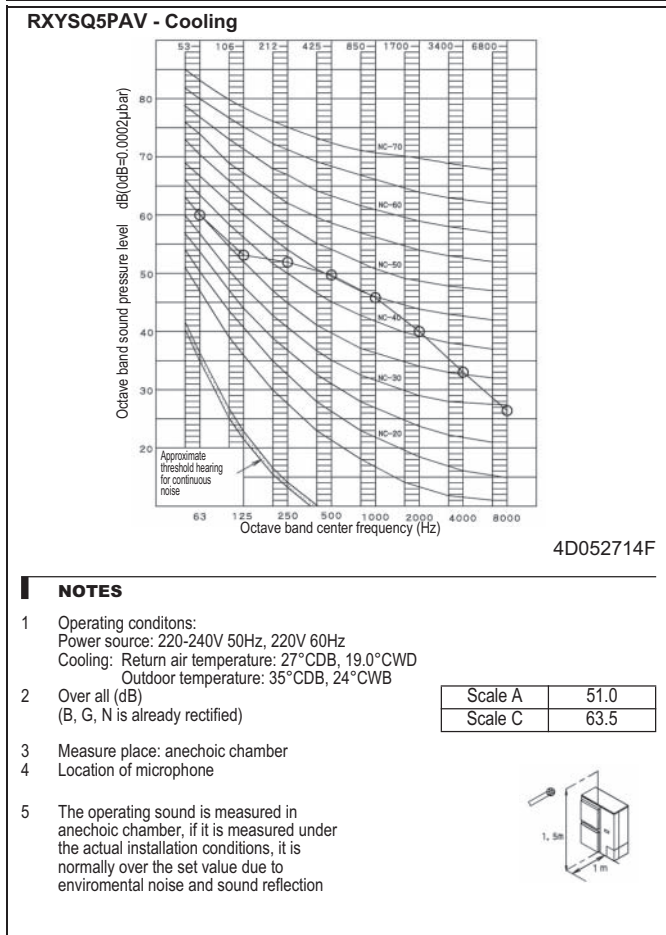 RXYSQ5PAV - Cooling
53 106 212 425 850 1700 3400 6800
Octave band sound pressure level dB(0dB=0.0002µbar)
80
70
60
50
40
30
20
NC-70
NC-60
NC-50
NC-40
NC-30
NC-20
Approximate
threshold hearing
for continuous
noise
63 125 250 500 1000 2000 4000 8000
Octave band center frequency (Hz)
4D052714F
NOTES
1 Operating conditons:
Power source: 220-240V 50Hz, 220V 60Hz
Cooling: Return air temperature: 27°CDB, 19.0°CWD
Outdoor temperature: 35°CDB, 24°CWB
2 Over all (dB)
(B, G, N is already rectified)
Scale A 51.0
Scale C 63.5
3 Measure place: anechoic chamber
4 Location of microphone
5 The operating sound is measured in
anechoic chamber, if it is measured under
the actual installation conditions, it is
normally over the set value due to
enviromental noise and sound reflection
1.5m
1m